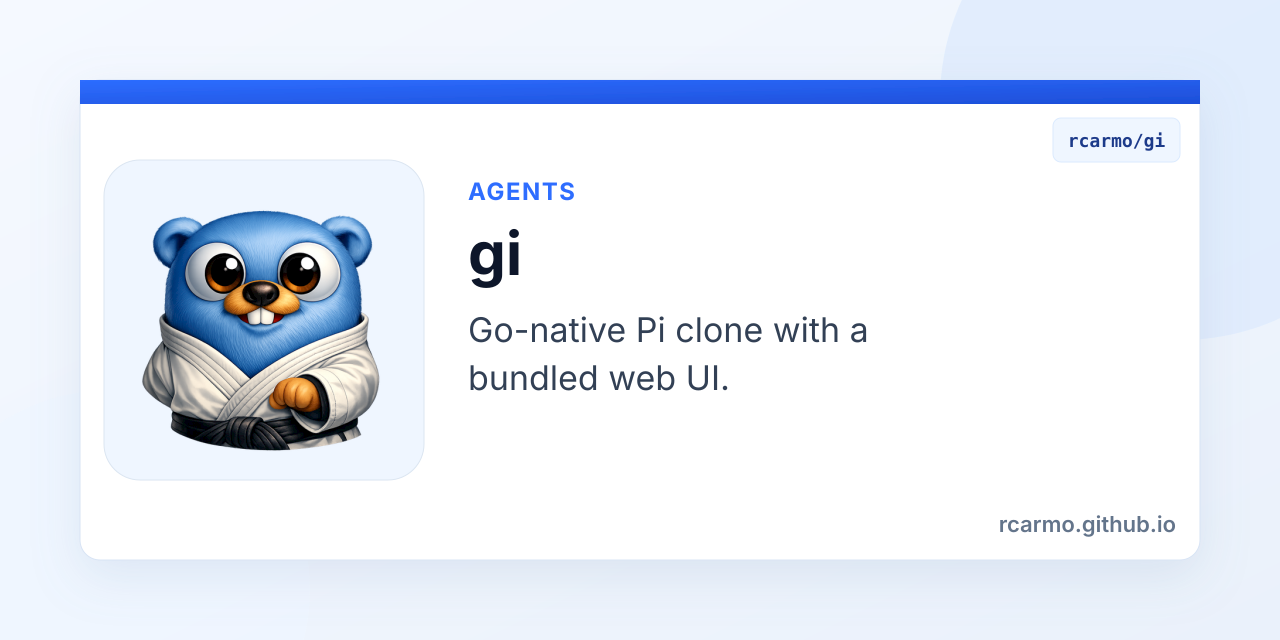 rcarmo/gi
AGENTS
gi
Go-native Pi clone with a
bundled web UI.
rcarmo.github.io